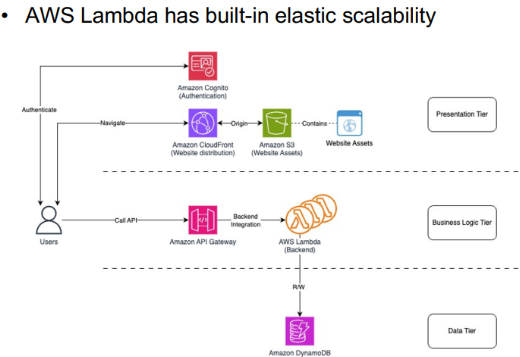 • AWS Lambda has built-in elastic scalability
Amazon Cognito
(Authentication)
Authenticate
Presentation Tier
Navigate
Origin
Contains
Amazon CloudFront
(Website distribution)
Amazon S3
(Website Assets)
Website Assets
Call API
Backend
Integration
Business Logic Tier
Users
Amazon API Gateway
AWS Lambda
(Backend)
R/W
Data Tier
Amazon DynamoDB